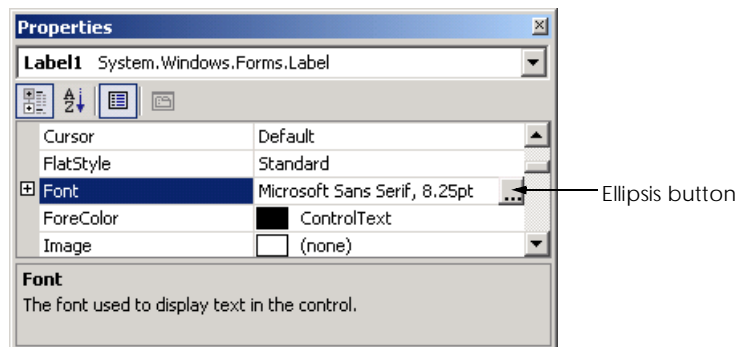 Properties
Label1 System.Windows.Forms.Label
A
Z
Cursor Default
FlatStyle Standard
Font Microsoft Sans Serif, 8.25pt ...
Ellipsis button
ForeColor ControlText
Image (none)
Font
The font used to display text in the control.